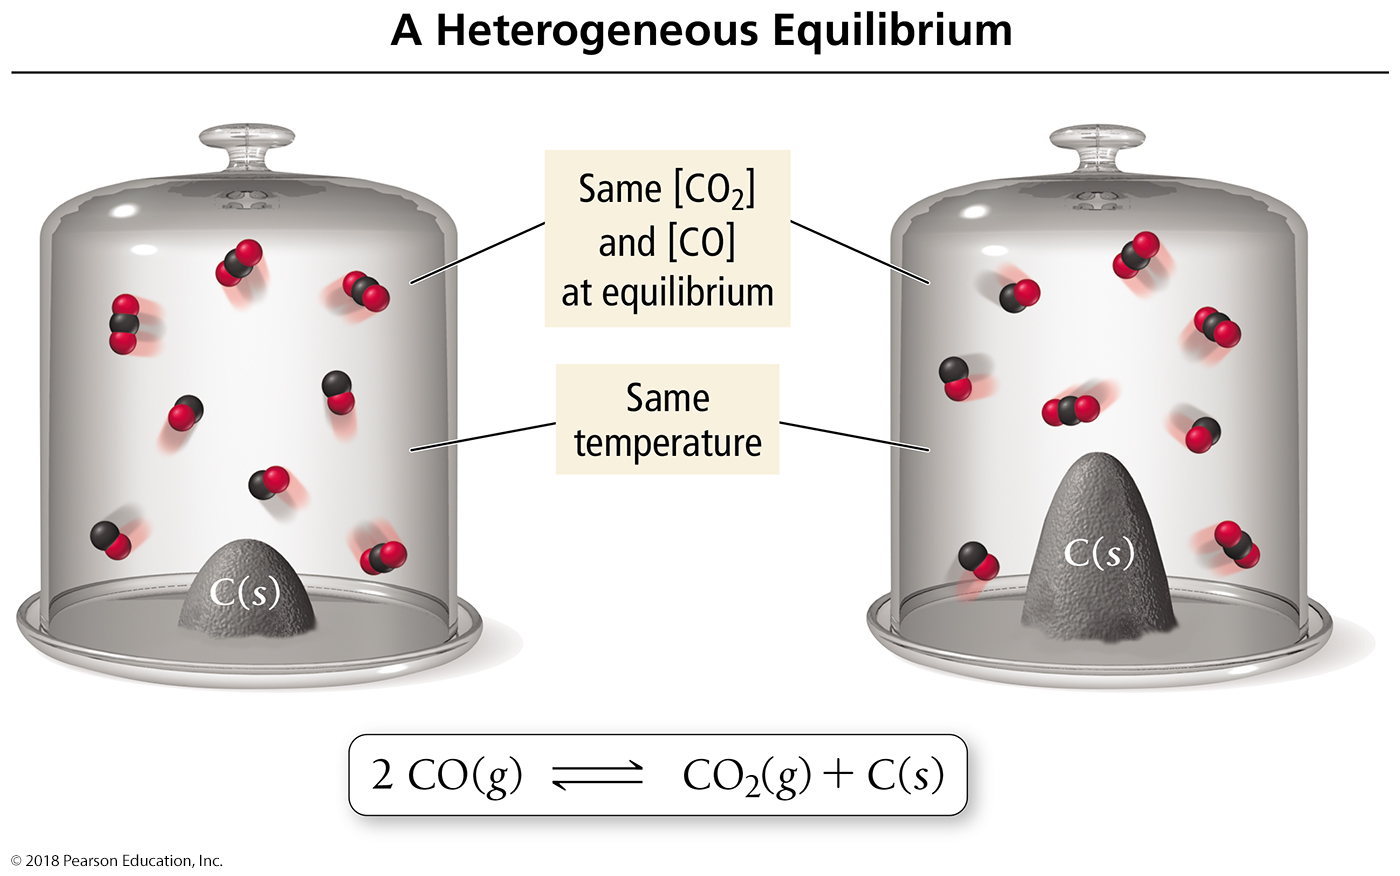 A Heterogeneous Equilibrium
Same [CO₂]
and [CO]
at equilibrium
Same
temperature
C(s)
C(s)
2 CO(g) ⇌ CO₂(g) + C(s)
© 2018 Pearson Education, Inc.